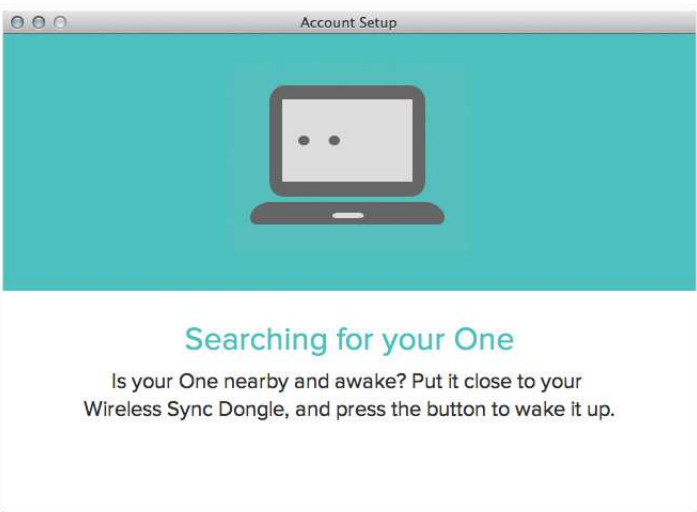 Account Setup
Searching for your One
Is your One nearby and awake? Put it close to your
Wireless Sync Dongle, and press the button to wake it up.